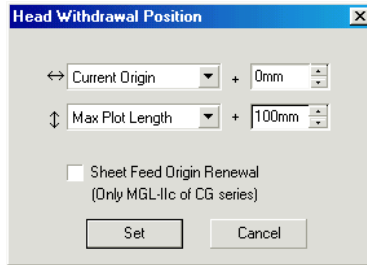 Head Withdrawal Position
Current Origin + 0mm
Max Plot Length + 100mm
Sheet Feed Origin Renewal
(Only MGL-IIc of CG series)
Set Cancel